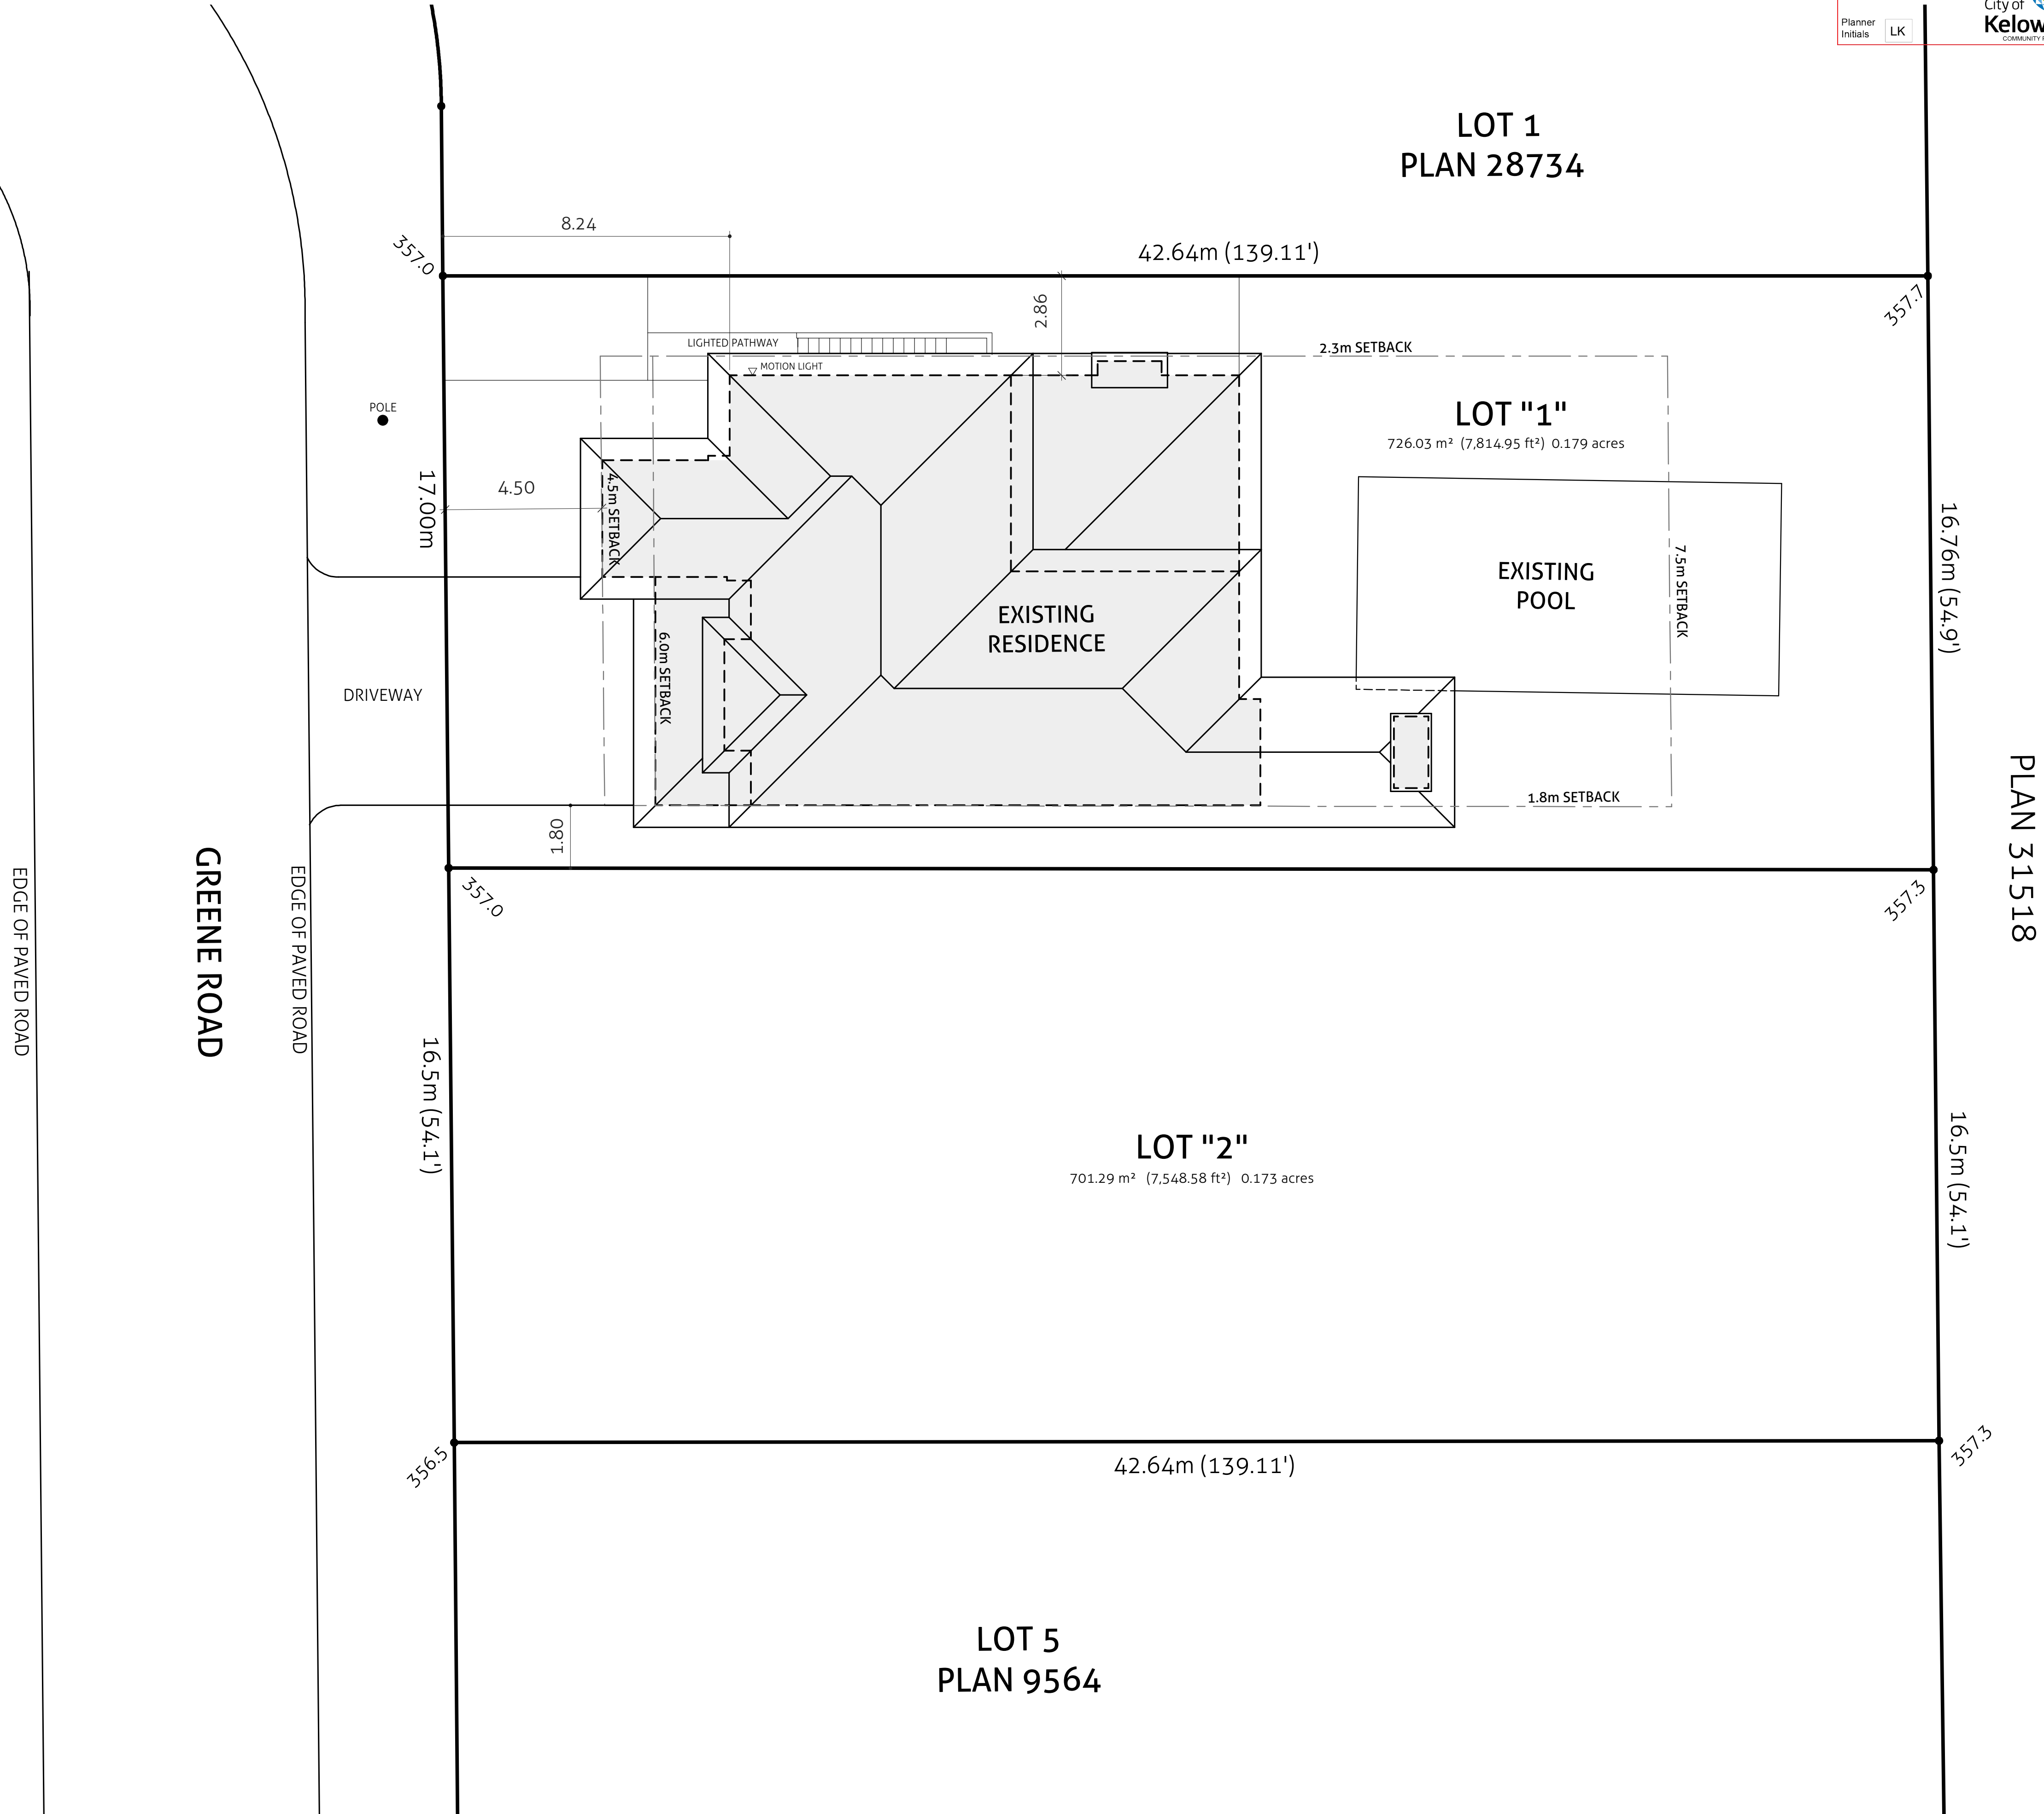 City of
Planner
Initials
LK
LOT 1
PLAN 28734
8.24
357.0
42.64m (139.11')
357.7
2.86
LIGHTED PATHWAY
MOTION LIGHT
2.3m SETBACK
POLE
LOT "1"
726.03 m² (7,814.95 ft²) 0.179 acres
17.00m
4.50
4.5m SETBACK
16.76m (54.9')
7.5m SETBACK
EXISTING
POOL
EXISTING
RESIDENCE
6.0m SETBACK
DRIVEWAY
1.8m SETBACK
1.80
PLAN 31518
357.0
357.3
EDGE OF PAVED ROAD
GREENE ROAD
EDGE OF PAVED ROAD
16.5m (54.1')
LOT "2"
701.29 m² (7,548.58 ft²) 0.173 acres
16.5m (54.1')
356.5
42.64m (139.11')
357.3
LOT 5
PLAN 9564